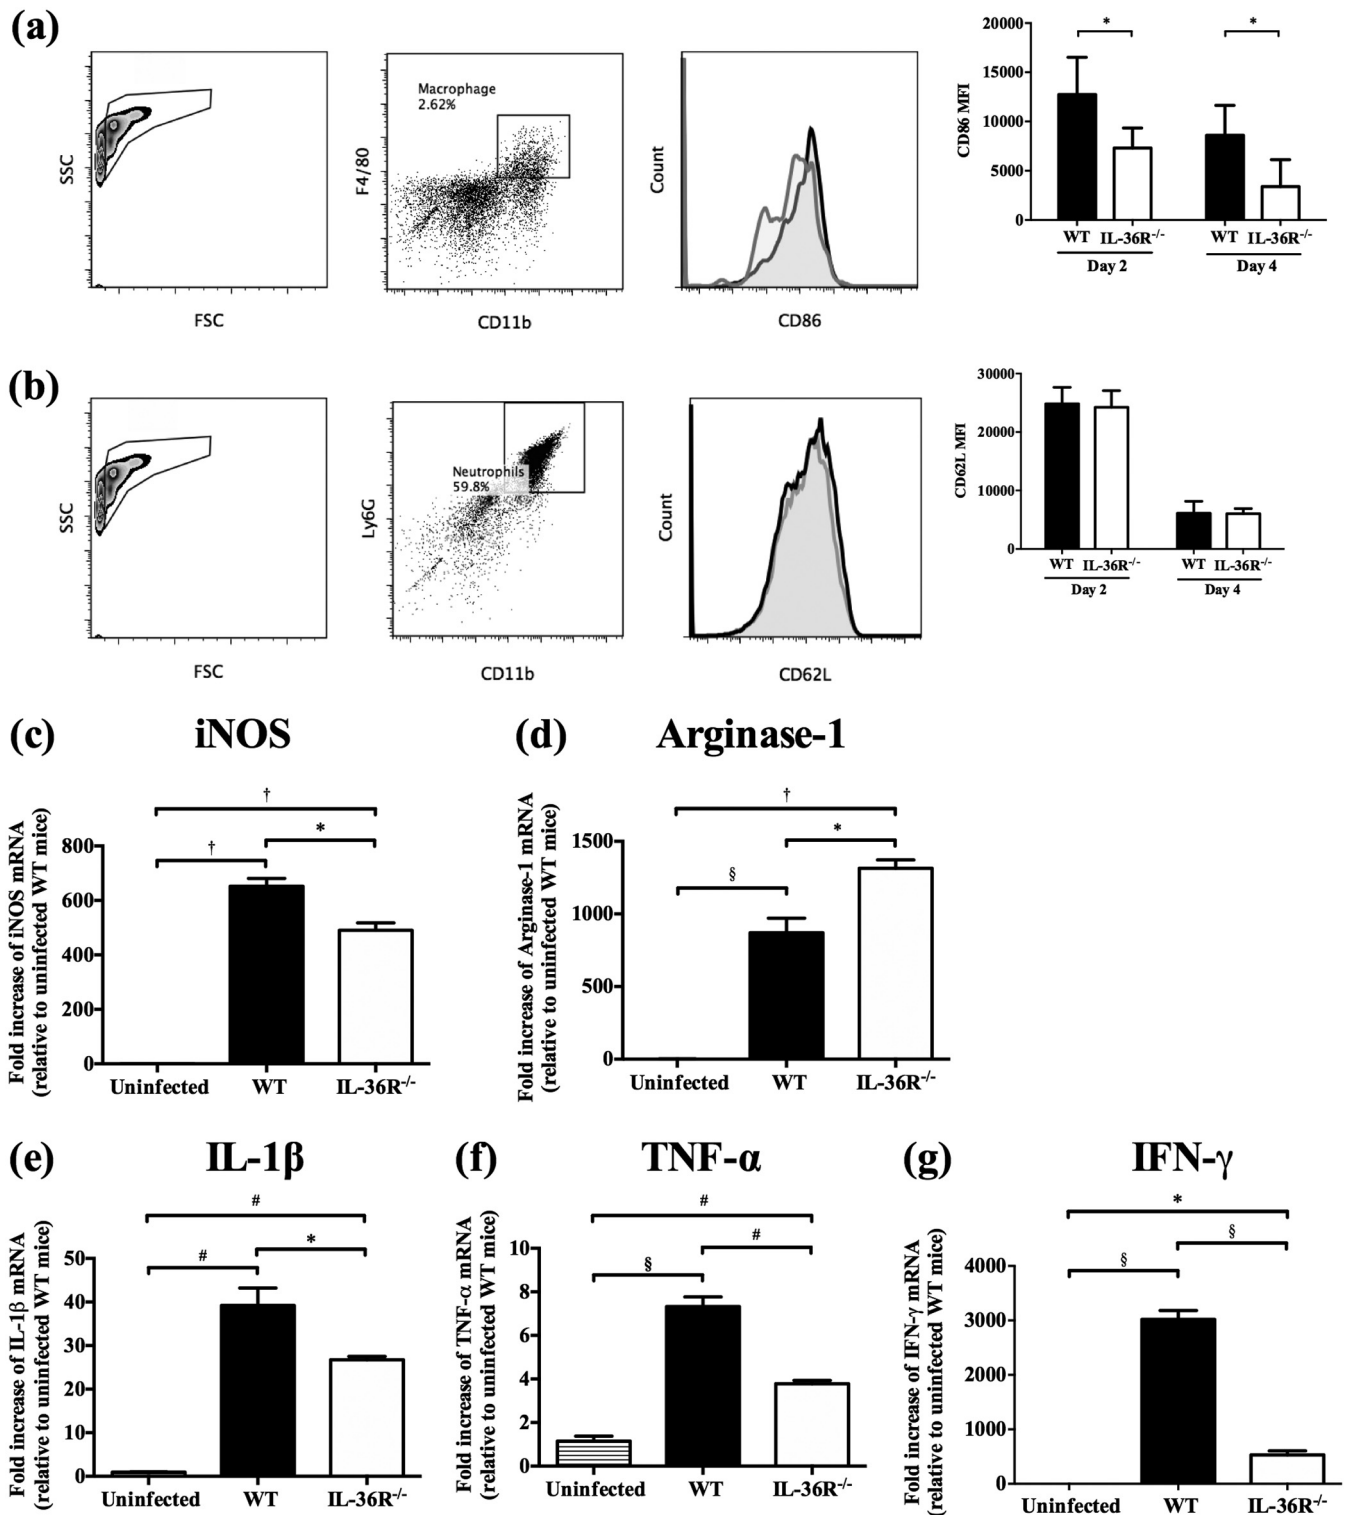 (a)
SSC
FSC
Macrophage
2.62%
F4/80
CD11b
Count
CD86
CD86 MFI
20000
15000
10000
5000
0
* *
WT IL-36R-/- WT IL-36R-/-
Day 2 Day 4
(b)
SSC
FSC
Neutrophils
59.8%
Ly6G
CD11b
Count
CD62L
CD62L MFI
30000
20000
10000
0
WT IL-36R-/- WT IL-36R-/-
Day 2 Day 4
(c) iNOS
Fold increase of iNOS mRNA
(relative to uninfected WT mice)
†
*
†
800
600
400
200
0
Uninfected WT IL-36R-/-
(d) Arginase-1
Fold increase of Arginase-1 mRNA
(relative to uninfected WT mice)
†
*
§
1500
1000
500
0
Uninfected WT IL-36R-/-
(e) IL-1β
Fold increase of IL-1β mRNA
(relative to uninfected WT mice)
#
*
#
50
40
30
20
10
0
Uninfected WT IL-36R-/-
(f) TNF-α
Fold increase of TNF-α mRNA
(relative to uninfected WT mice)
#
#
§
10
8
6
4
2
0
Uninfected WT IL-36R-/-
(g) IFN-γ
Fold increase of IFN-γ mRNA
(relative to uninfected WT mice)
*
§
§
4000
3000
2000
1000
0
Uninfected WT IL-36R-/-